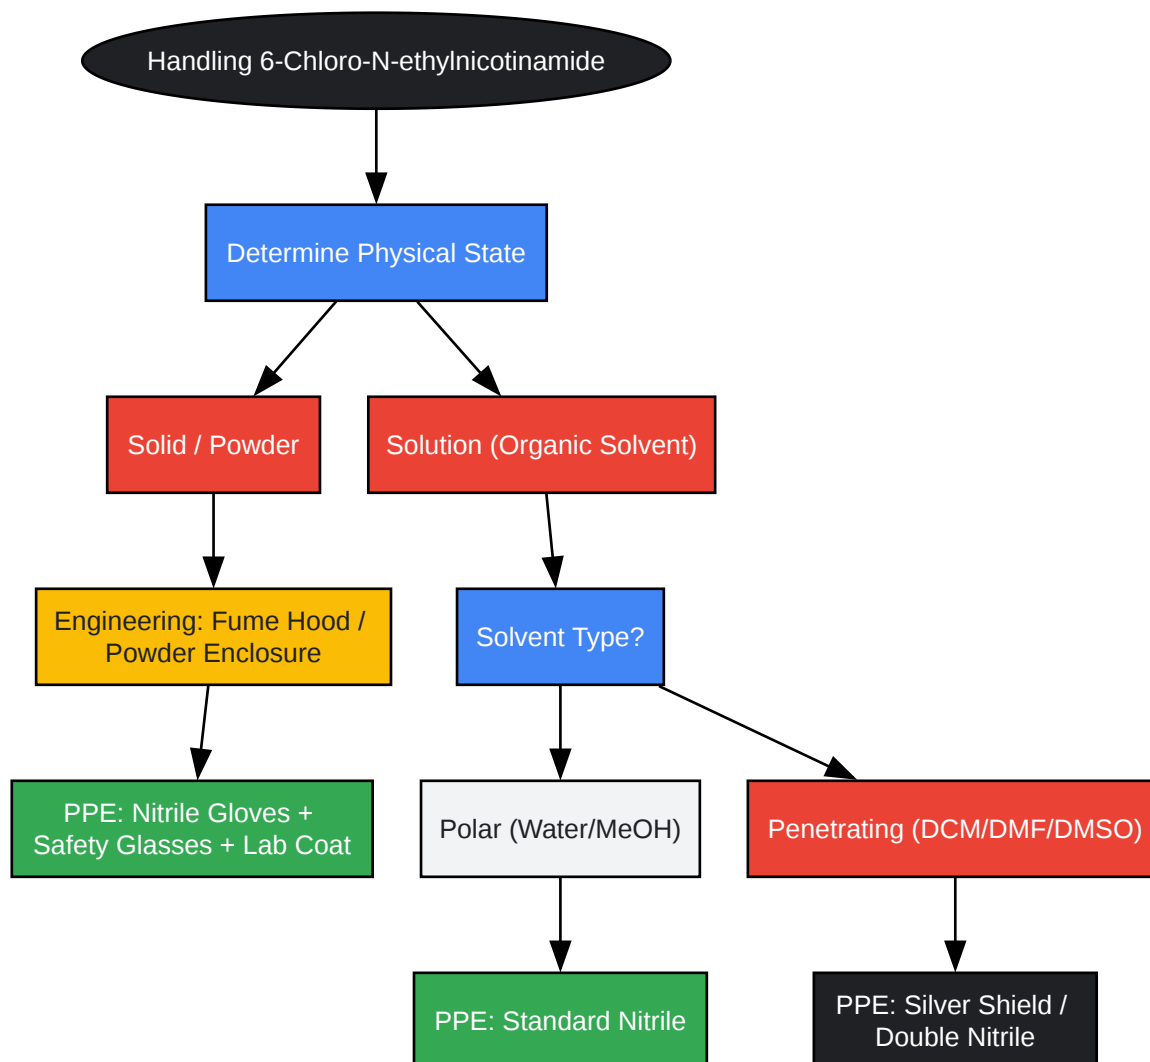 Handling 6-Chloro-N-ethylnicotinamide
Determine Physical State
Solid / Powder
Solution (Organic Solvent)
Engineering: Fume Hood /
Powder Enclosure
Solvent Type?
PPE: Nitrile Gloves +
Safety Glasses + Lab Coat
Polar (Water/MeOH)
Penetrating (DCM/DMF/DMSO)
PPE: Standard Nitrile
PPE: Silver Shield /
Double Nitrile